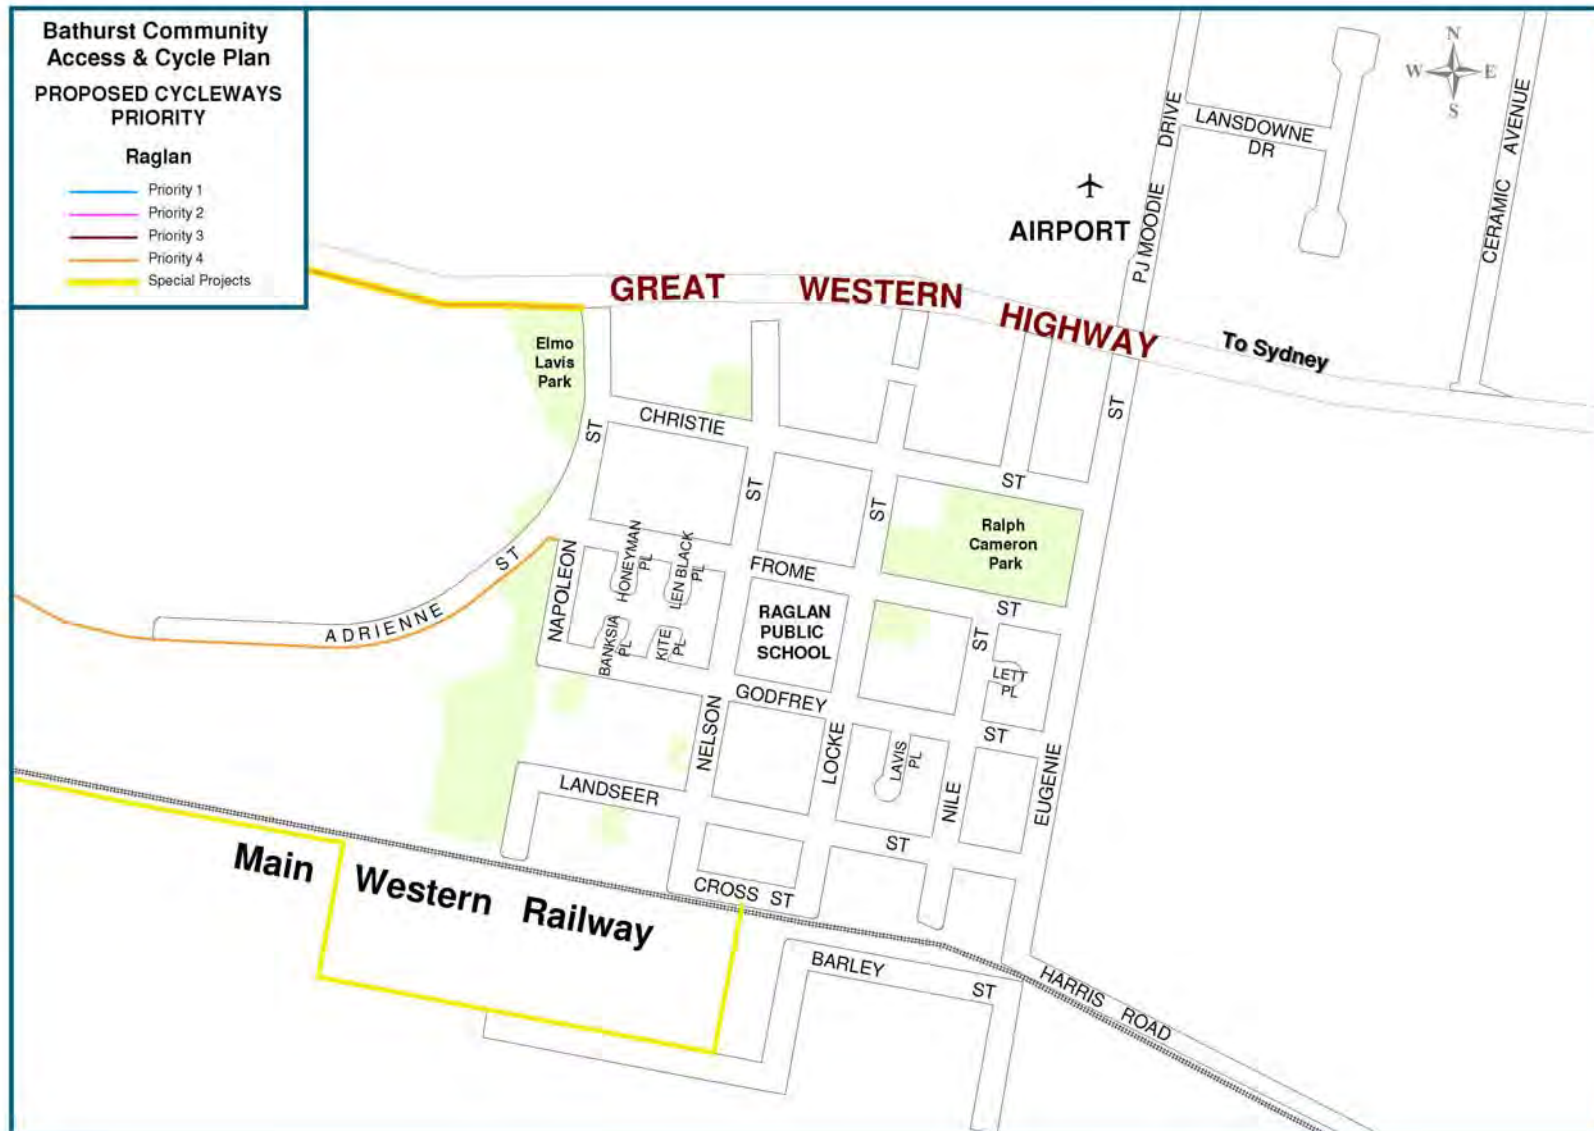 Bathurst Community
Access & Cycle Plan
PROPOSED CYCLEWAYS
PRIORITY
Raglan
Priority 1
Priority 2
Priority 3
Priority 4
Special Projects
N
W E
S
LANSDOWNE
DR
PJ MOODIE DRIVE
CERAMIC AVENUE
AIRPORT
GREAT WESTERN HIGHWAY
To Sydney
Elmo
Lavis
Park
CHRISTIE
ST
ST
ST
ST
ST
ST
Ralph
Cameron
Park
HONEYMAN
PL
LEN BLACK
PL
FROME
ST
ADRIENNE ST
NAPOLEON
BANKSIA
PL
KITE
PL
RAGLAN
PUBLIC
SCHOOL
ST
LETT
PL
GODFREY
ST
NELSON
LOCKE
LAVIS
PL
NILE
EUGENIE
LANDSEER
ST
CROSS ST
Main Western Railway
BARLEY
ST
HARRIS ROAD